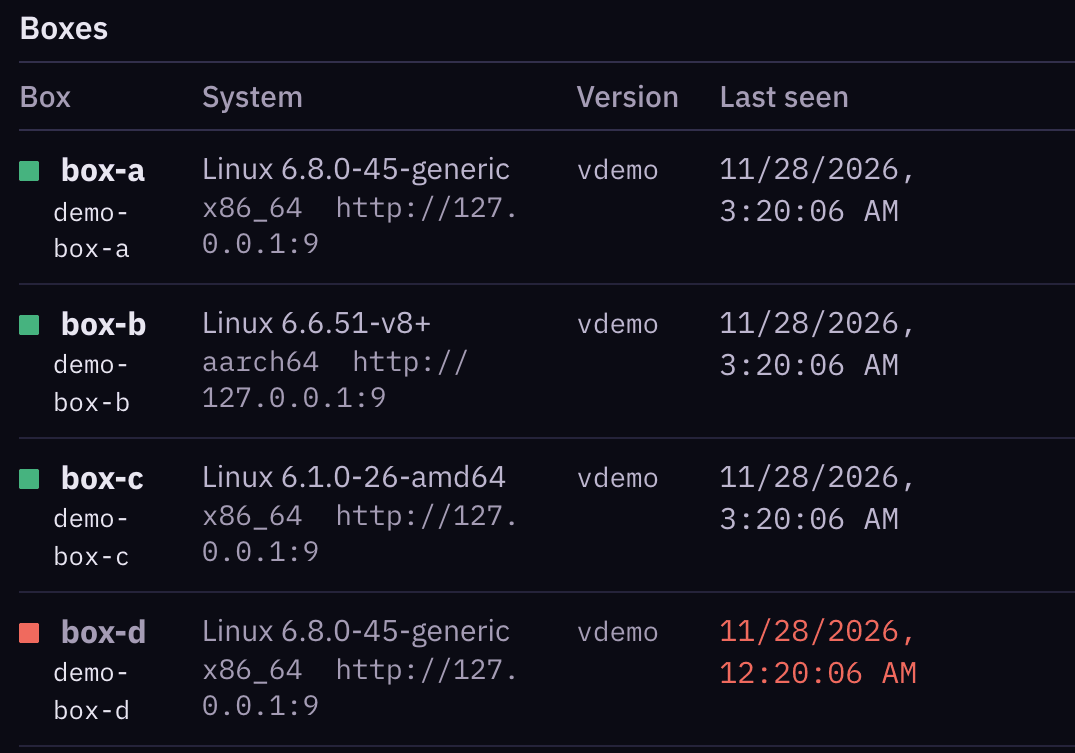 Boxes
Box System Version Last seen
box-a Linux 6.8.0-45-generic vdemo 11/28/2026,
demo- x86_64 http://127. 3:20:06 AM
box-a 0.0.1:9
box-b Linux 6.6.51-v8+ vdemo 11/28/2026,
demo- aarch64 http:// 3:20:06 AM
box-b 127.0.0.1:9
box-c Linux 6.1.0-26-amd64 vdemo 11/28/2026,
demo- x86_64 http://127. 3:20:06 AM
box-c 0.0.1:9
box-d Linux 6.8.0-45-generic vdemo 11/28/2026,
demo- x86_64 http://127. 12:20:06 AM
box-d 0.0.1:9